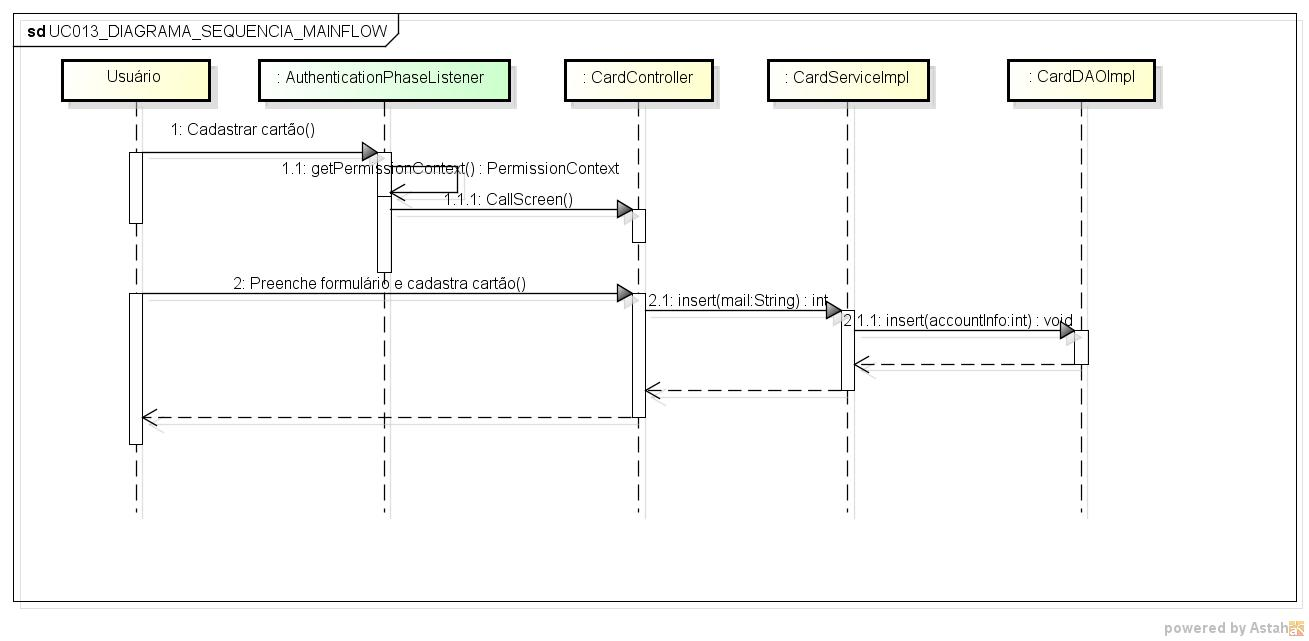 sd UC013_DIAGRAMA_SEQUENCIA_MAINFLOW
Usuário
: AuthenticationPhaseListener
: CardController
: CardServiceImpl
: CardDAOImpl
1: Cadastrar cartão()
1.1: getPermissionContext() : PermissionContext
1.1.1: CallScreen()
2: Preenche formulário e cadastra cartão()
2.1: insert(mail:String) : int
2.1.1: insert(accountInfo:int) : void
powered by Astah